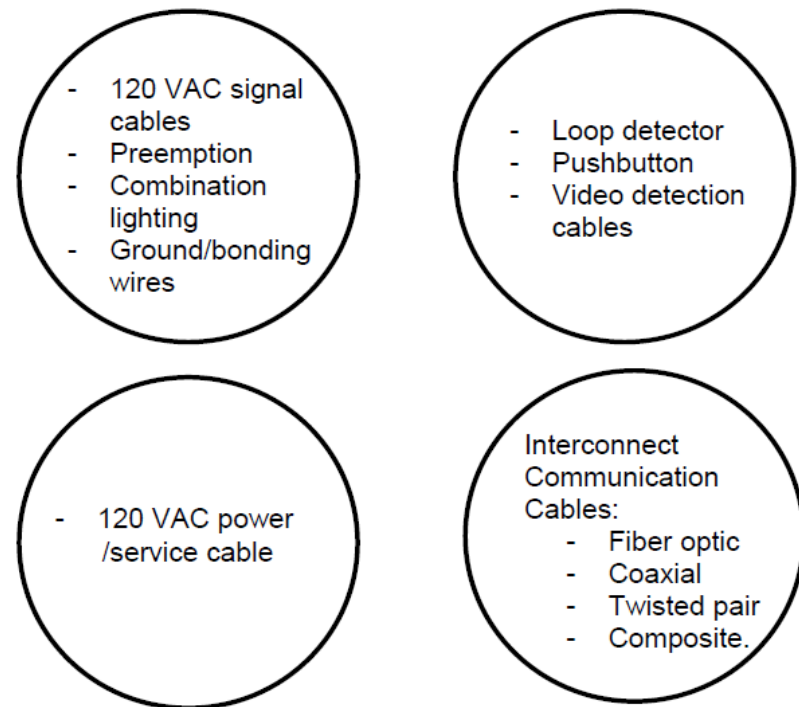 - 120 VAC signal
cables
- Preemption
- Combination
lighting
- Ground/bonding
wires
- Loop detector
- Pushbutton
- Video detection
cables
- 120 VAC power
/service cable
Interconnect
Communication
Cables:
- Fiber optic
- Coaxial
- Twisted pair
- Composite.